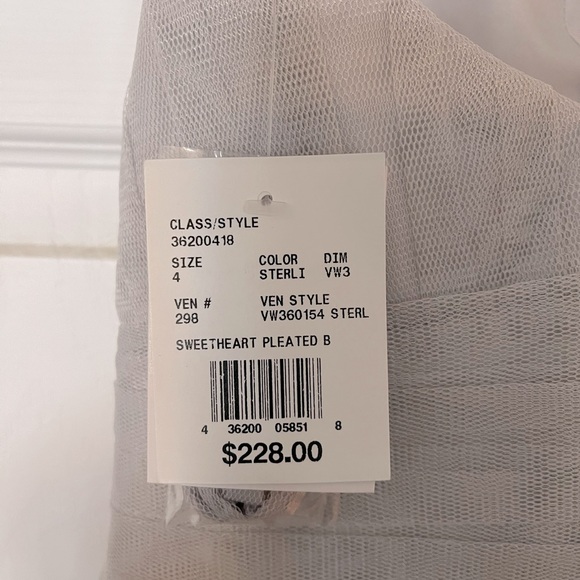 CLASS/STYLE
36200418
SIZE COLOR DIM
4 STERLI VW3
VEN # VEN STYLE
298 VW360154 STERL
SWEETHEART PLEATED B
4 36200 05851 8
$228.00